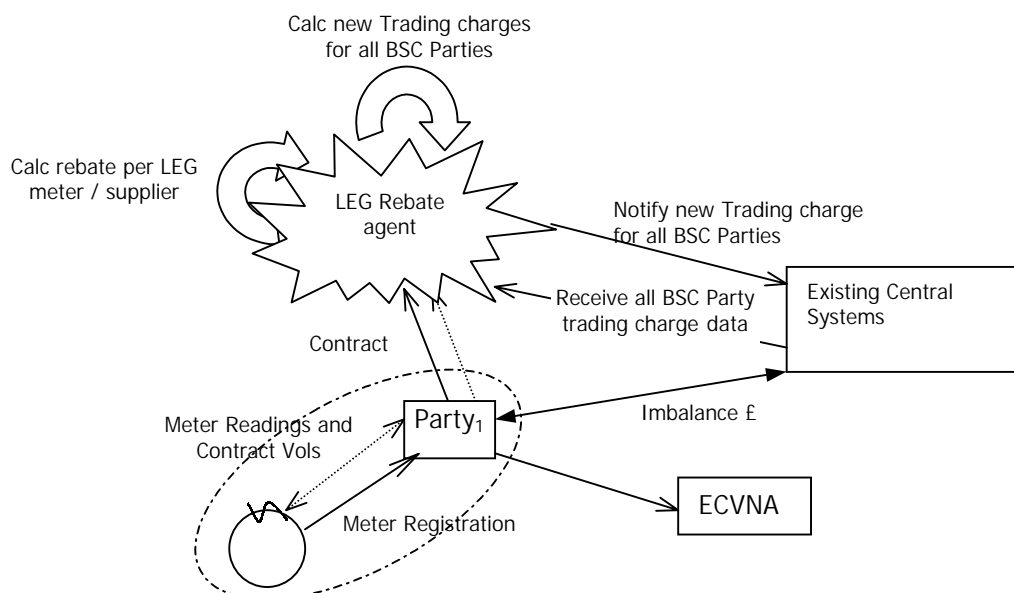 Calc new Trading charges
for all BSC Parties
Calc rebate per LEG
meter / supplier
LEG Rebate
agent
Notify new Trading charge
for all BSC Parties
Existing Central
Systems
Receive all BSC Party
trading charge data
Contract
Imbalance £
Meter Readings and
Contract Vols
Party₁
ECVNA
Meter Registration